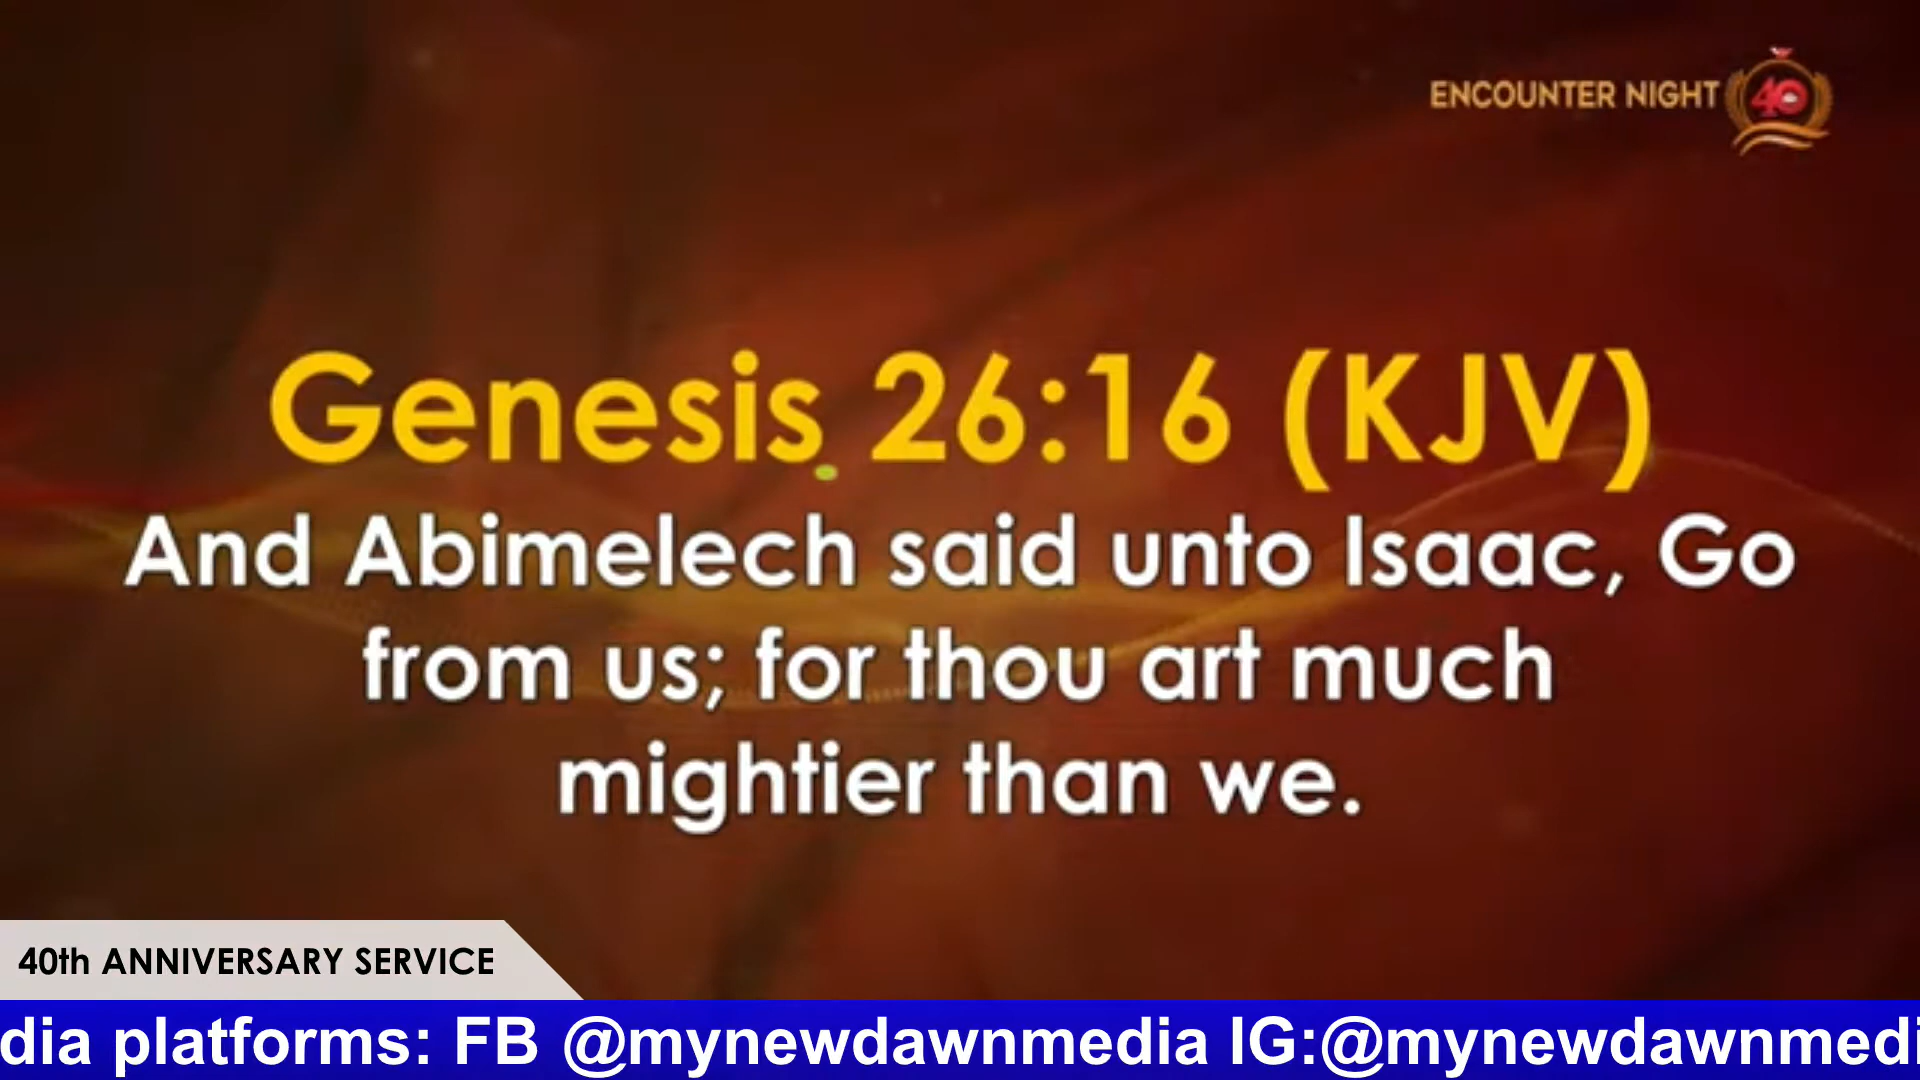 ENCOUNTER NIGHT 40
Genesis 26:16 (KJV)
And Abimelech said unto Isaac, Go
from us; for thou art much
mightier than we.
40th ANNIVERSARY SERVICE
dia platforms: FB @mynewdawnmedia IG:@mynewdawnmedi